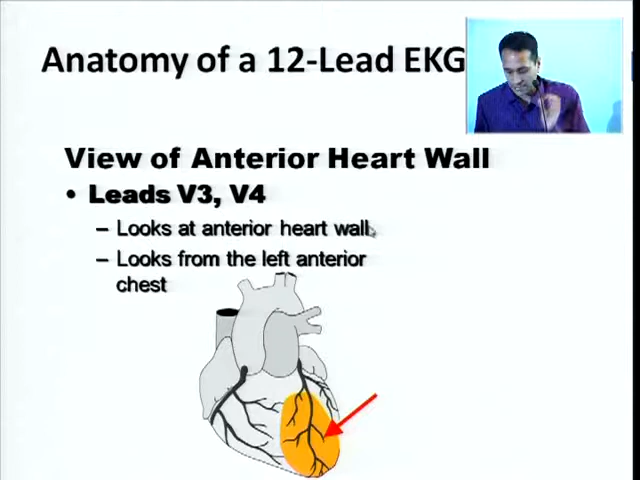 Anatomy of a 12-Lead EKG
View of Anterior Heart Wall
• Leads V3, V4
– Looks at anterior heart wall
– Looks from the left anterior
chest